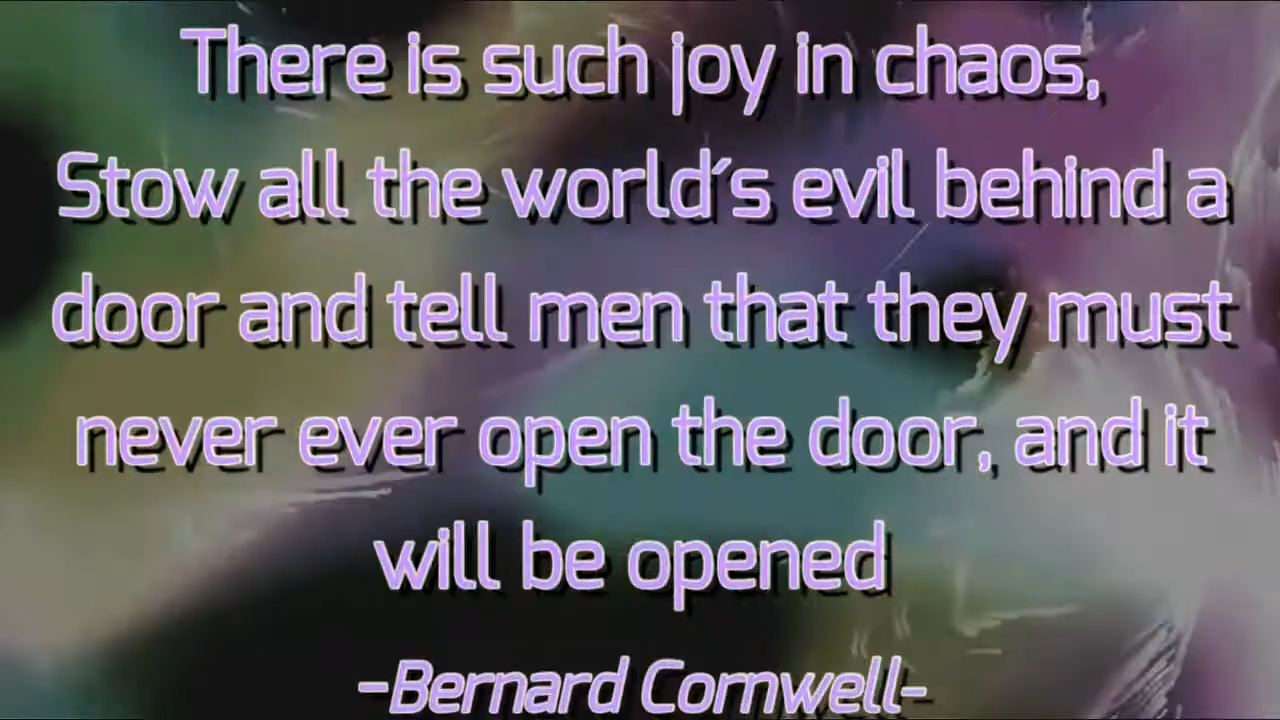 There is such joy in chaos,
Stow all the world´s evil behind a
door and tell men that they must
never ever open the door, and it
will be opened
-Bernard Cornwell-